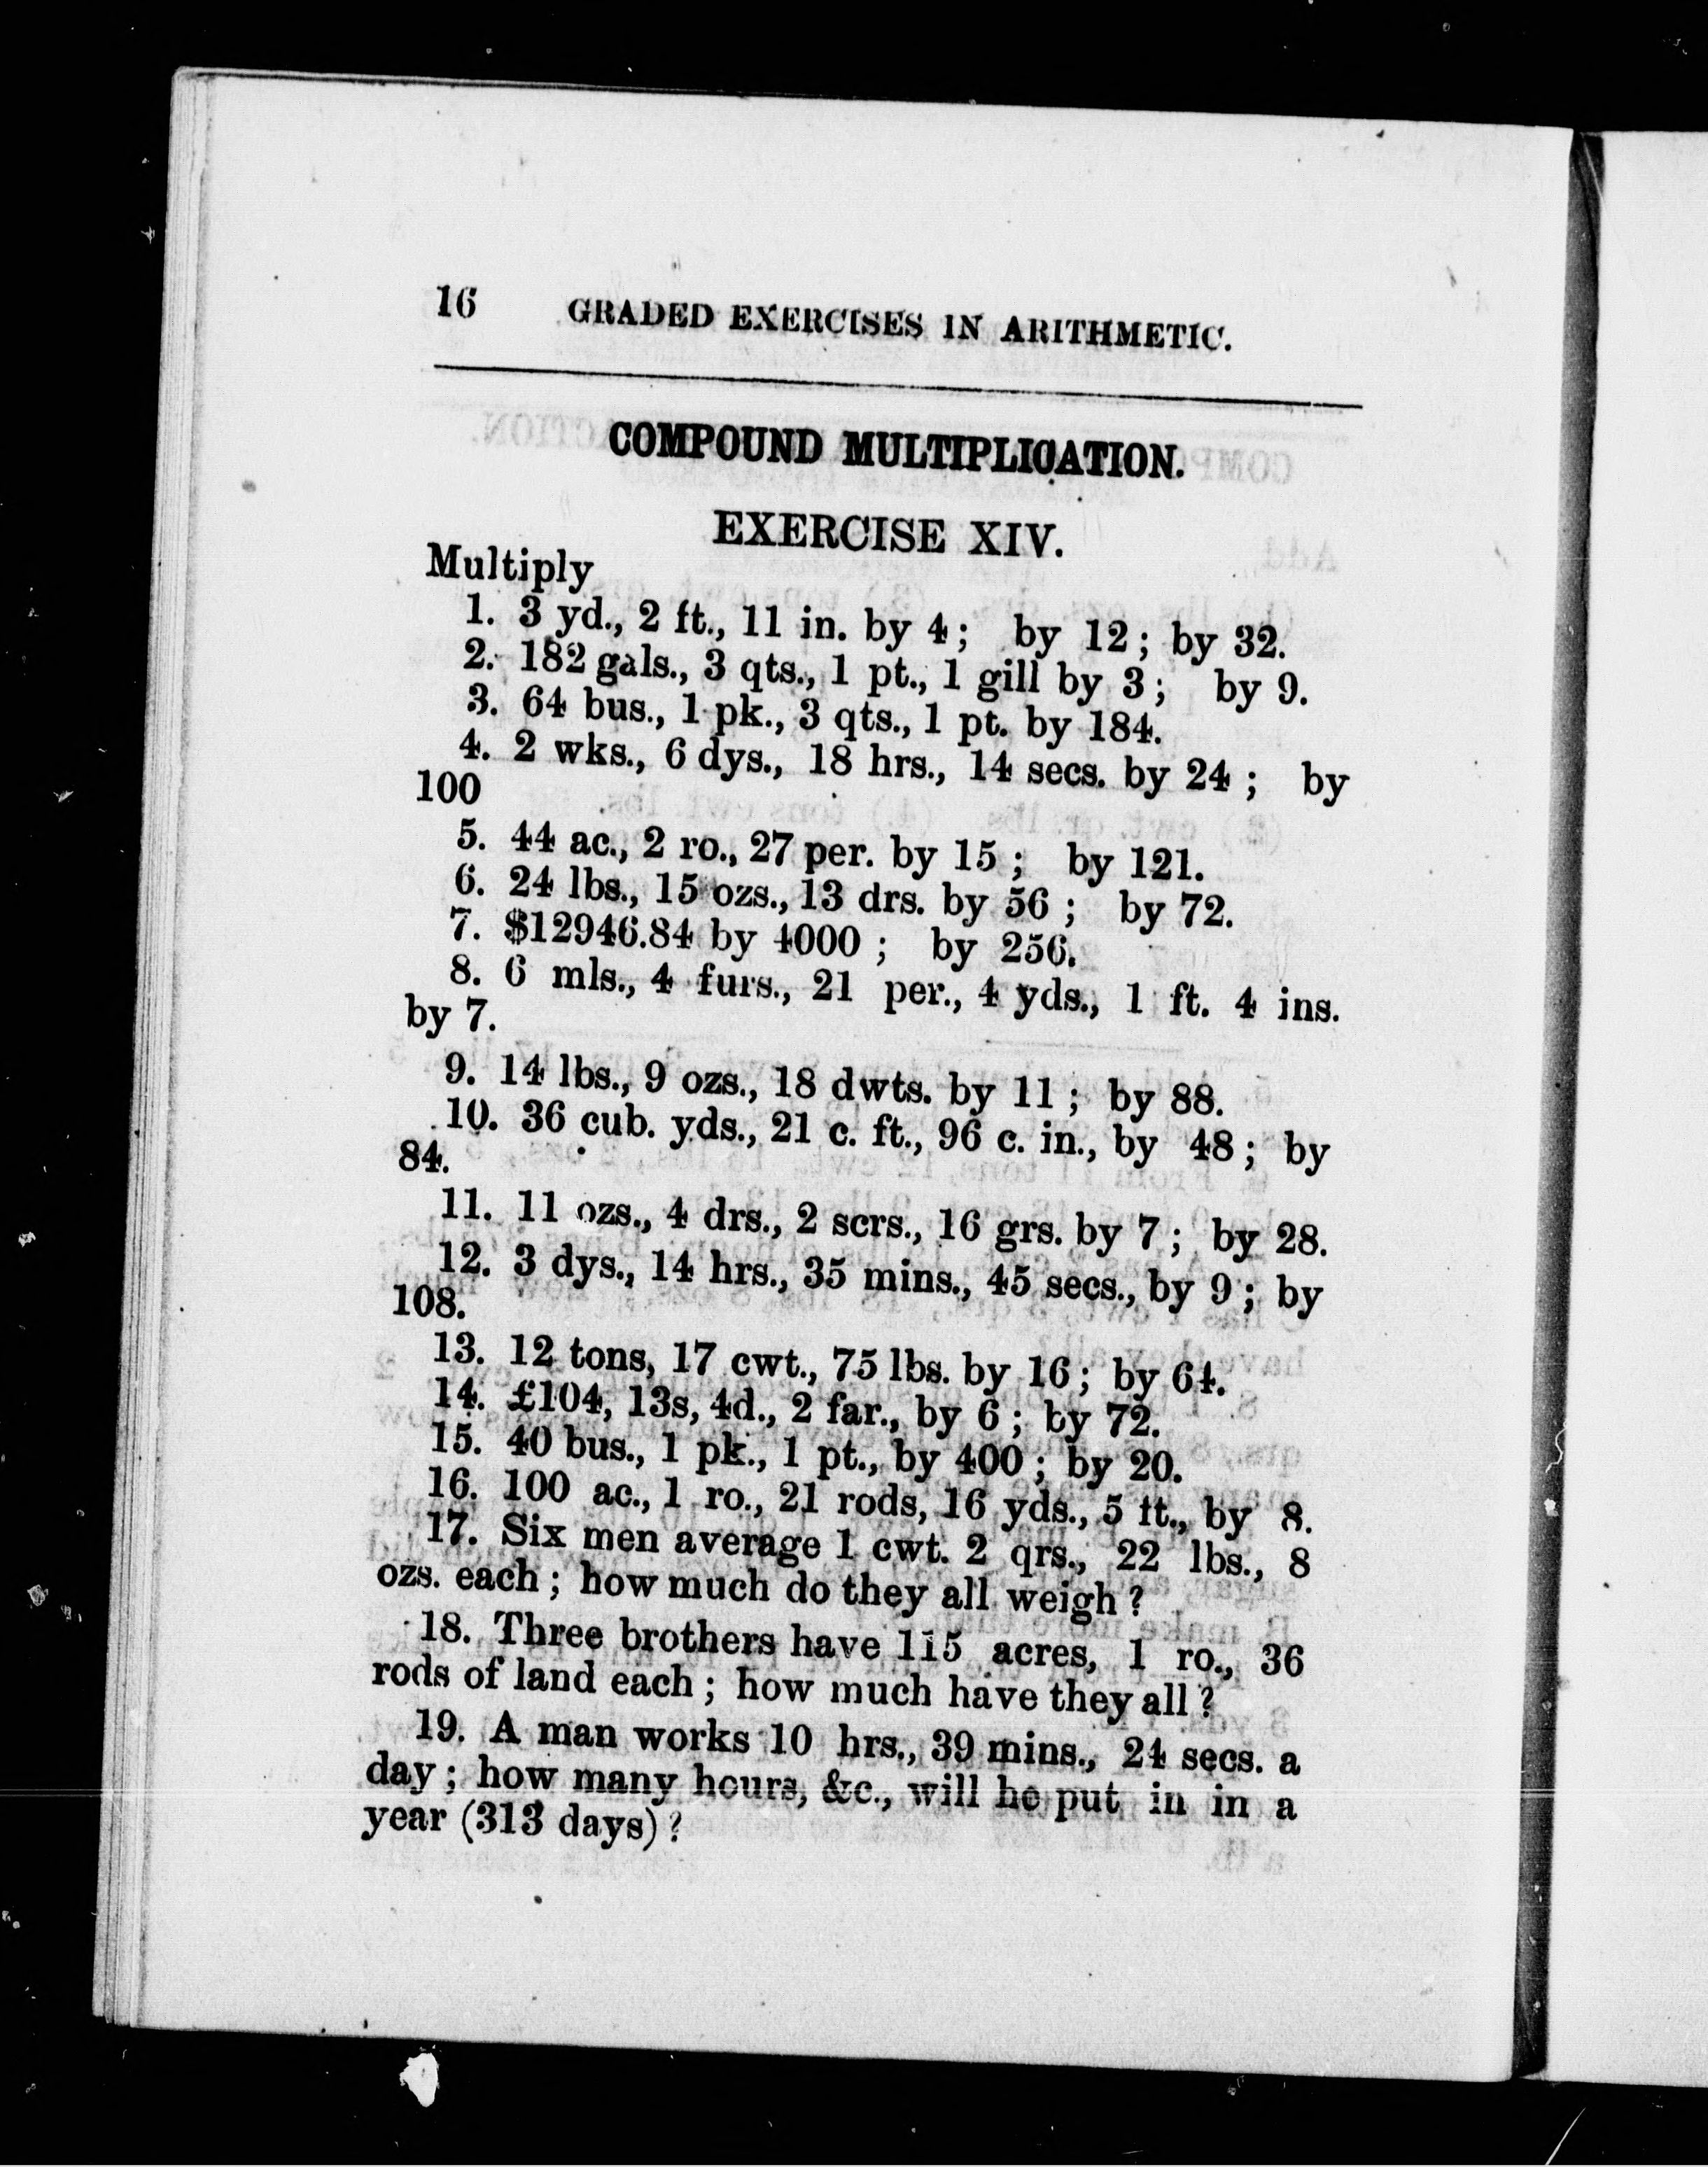 16 GRADED EXERCISES IN ARITHMETIC.
COMPOUND MULTIPLICATION.
EXERCISE XIV.
Multiply
1. 3 yd., 2 ft., 11 in. by 4; by 12; by 32.
2. 182 gals., 3 qts., 1 pt., 1 gill by 3; by 9.
3. 64 bus., 1 pk., 3 qts., 1 pt. by 184.
4. 2 wks., 6 dys., 18 hrs., 14 secs. by 24; by
100
5. 44 ac., 2 ro., 27 per. by 15; by 121.
6. 24 lbs., 15 ozs., 13 drs. by 56; by 72.
7. $12946.84 by 4000; by 256.
8. 6 mls., 4 furs., 21 per., 4 yds., 1 ft. 4 ins.
by 7.
9. 14 lbs., 9 ozs., 18 dwts. by 11; by 88.
10. 36 cub. yds., 21 c. ft., 96 c. in., by 48; by
84.
11. 11 ozs., 4 drs., 2 scrs., 16 grs. by 7; by 28.
12. 3 dys., 14 hrs., 35 mins., 45 secs., by 9; by
108.
13. 12 tons, 17 cwt., 75 lbs. by 16; by 64.
14. £104, 13s, 4d., 2 far., by 6; by 72.
15. 40 bus., 1 pk., 1 pt., by 400; by 20.
16. 100 ac., 1 ro., 21 rods, 16 yds., 5 ft., by 8.
17. Six men average 1 cwt. 2 qrs., 22 lbs., 8
ozs. each; how much do they all weigh?
18. Three brothers have 115 acres, 1 ro., 36
rods of land each; how much have they all?
19. A man works 10 hrs., 39 mins., 24 secs. a
day; how many hours, &c., will he put in in a
year (313 days)?